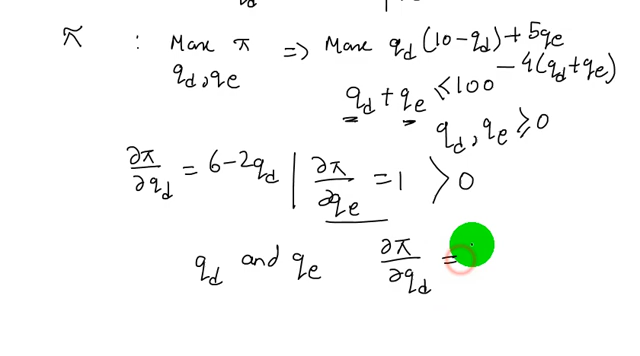 q_d
π : Max π => Max q_d(10-q_d)+5q_e
q_d, q_e -4(q_d+q_e)
q_d + q_e ≤ 100
q_d, q_e ≥ 0
∂π/∂q_d = 6-2q_d | ∂π/∂q_e = 1 > 0
q_d and q_e ∂π/∂q_d =